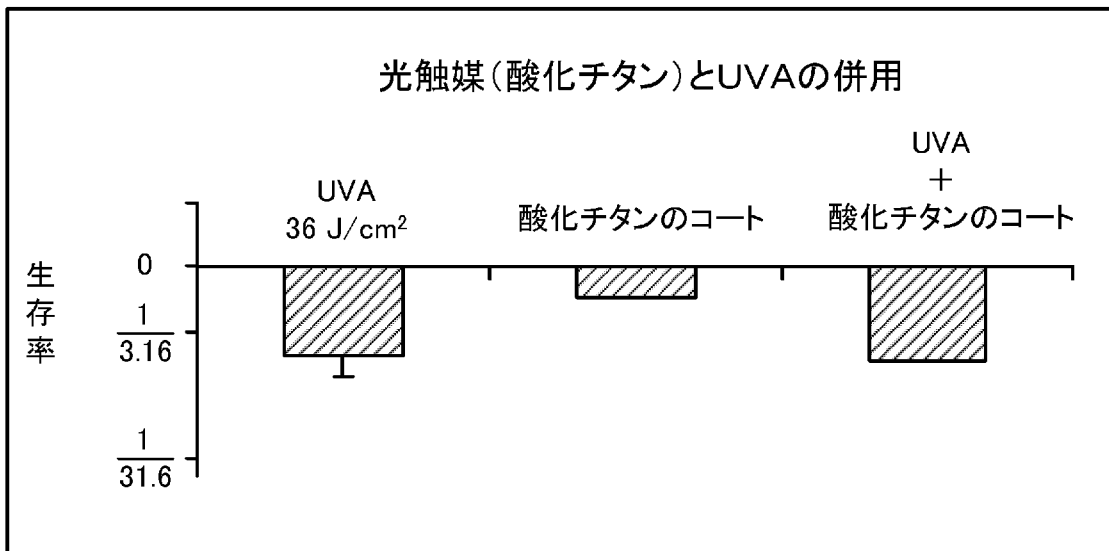 光触媒(酸化チタン)とUVAの併用
UVA
36 J/cm²
酸化チタンのコート
UVA
+
酸化チタンのコート
生存率
0
1
3.16
1
31.6